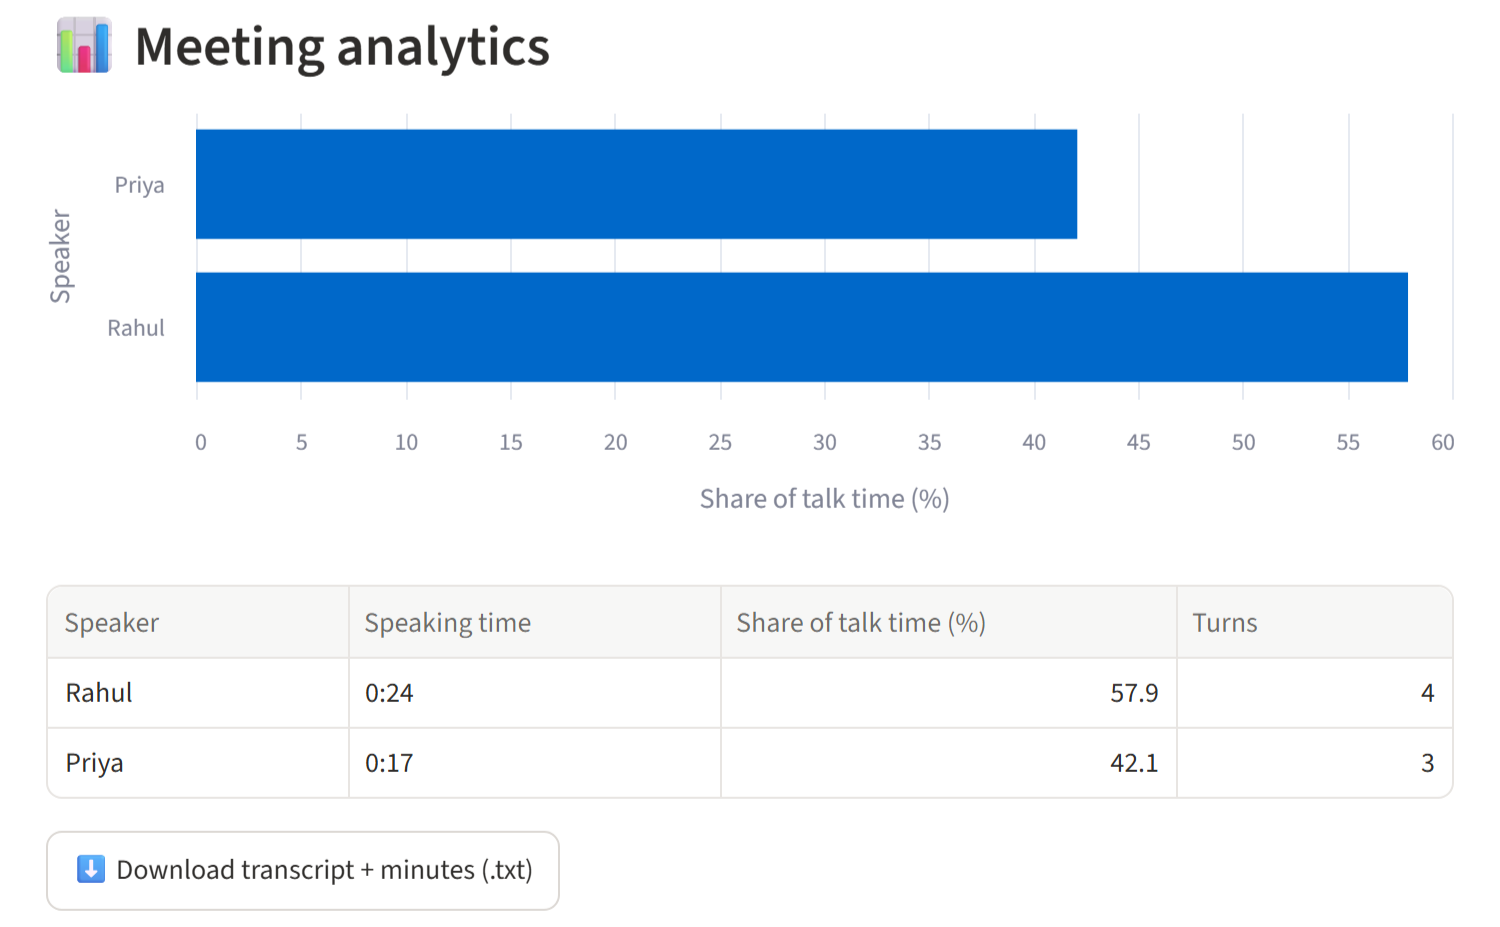 Meeting analytics
Speaker
Priya
Rahul
0 5 10 15 20 25 30 35 40 45 50 55 60
Share of talk time (%)
Speaker Speaking time Share of talk time (%) Turns
Rahul 0:24 57.9 4
Priya 0:17 42.1 3
Download transcript + minutes (.txt)